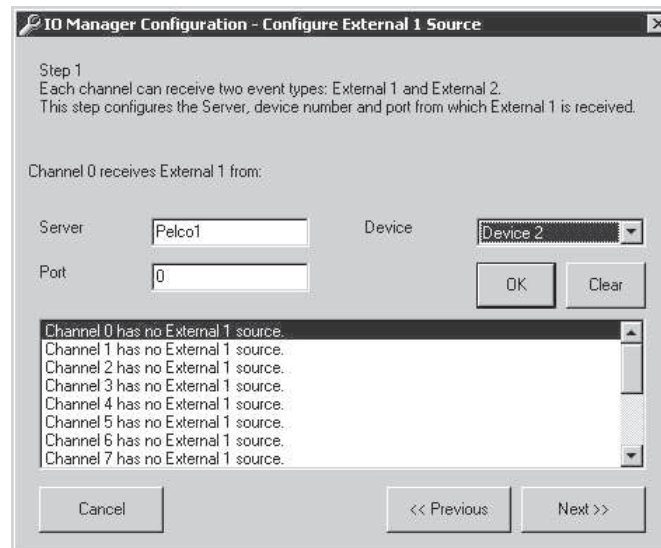 IO Manager Configuration - Configure External 1 Source
Step 1
Each channel can receive two event types: External 1 and External 2.
This step configures the Server, device number and port from which External 1 is received.
Channel 0 receives External 1 from:
Server Pelco1 Device Device 2
Port 0 OK Clear
Channel 0 has no External 1 source.
Channel 1 has no External 1 source.
Channel 2 has no External 1 source.
Channel 3 has no External 1 source.
Channel 4 has no External 1 source.
Channel 5 has no External 1 source.
Channel 6 has no External 1 source.
Channel 7 has no External 1 source.
Cancel << Previous Next >>